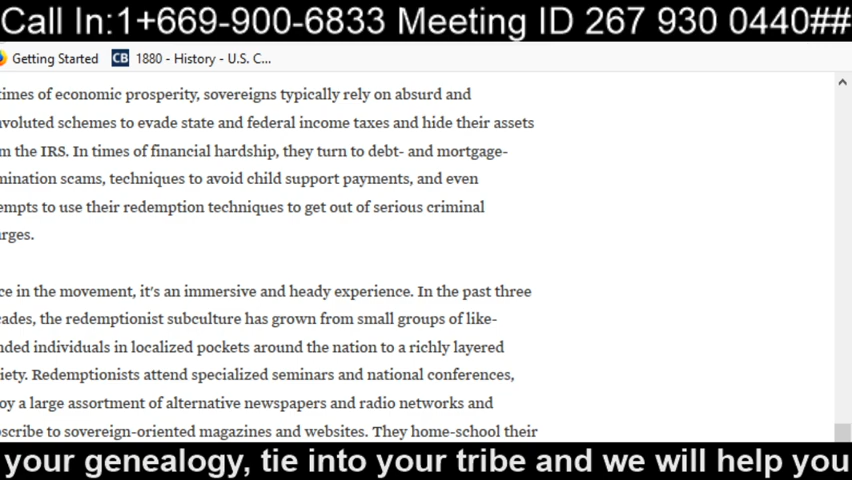 Call In:1+669-900-6833 Meeting ID 267 930 0440##
Getting Started CB 1880 - History - U.S. C...
times of economic prosperity, sovereigns typically rely on absurd and
nvoluted schemes to evade state and federal income taxes and hide their assets
m the IRS. In times of financial hardship, they turn to debt- and mortgage-
mination scams, techniques to avoid child support payments, and even
empts to use their redemption techniques to get out of serious criminal
arges.
ce in the movement, it's an immersive and heady experience. In the past three
cades, the redemptionist subculture has grown from small groups of like-
nded individuals in localized pockets around the nation to a richly layered
iety. Redemptionists attend specialized seminars and national conferences,
oy a large assortment of alternative newspapers and radio networks and
bscribe to sovereign-oriented magazines and websites. They home-school their
your genealogy, tie into your tribe and we will help you